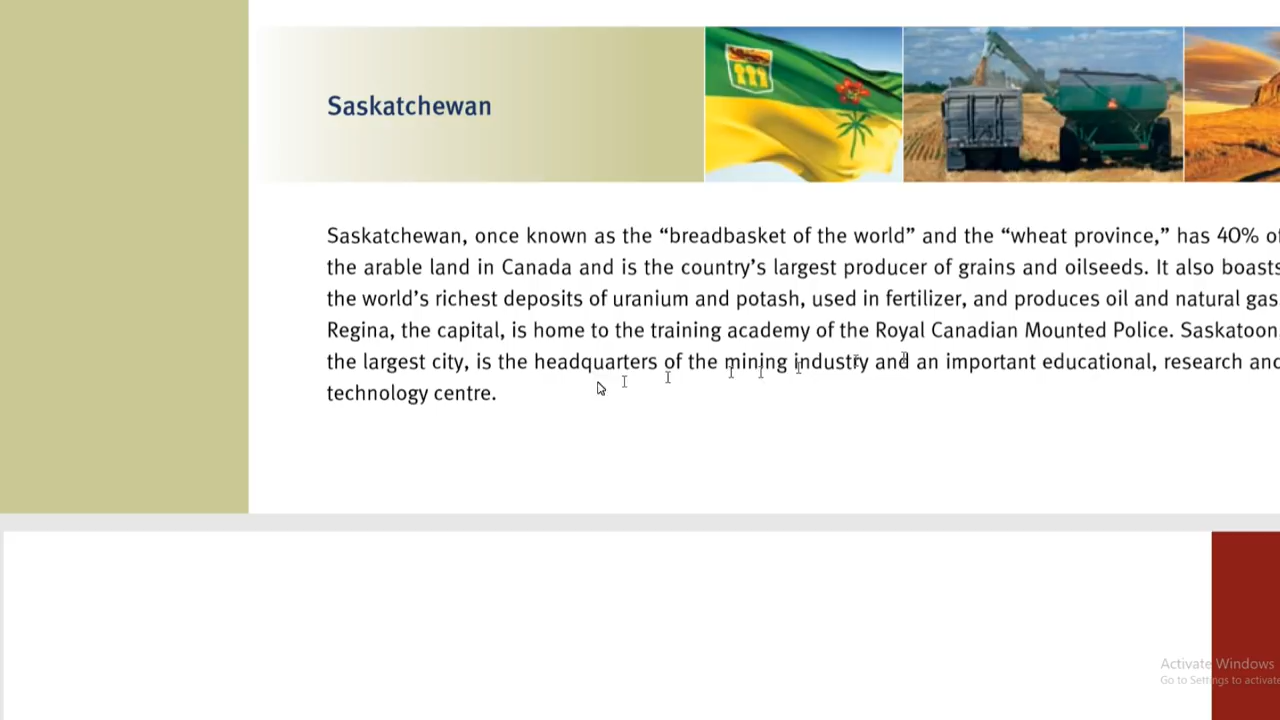 Saskatchewan
Saskatchewan, once known as the “breadbasket of the world” and the “wheat province,” has 40% of
the arable land in Canada and is the country’s largest producer of grains and oilseeds. It also boasts
the world’s richest deposits of uranium and potash, used in fertilizer, and produces oil and natural gas
Regina, the capital, is home to the training academy of the Royal Canadian Mounted Police. Saskatoon,
the largest city, is the headquarters of the mining industry and an important educational, research and
technology centre.
Activate Windows
Go to Settings to activate